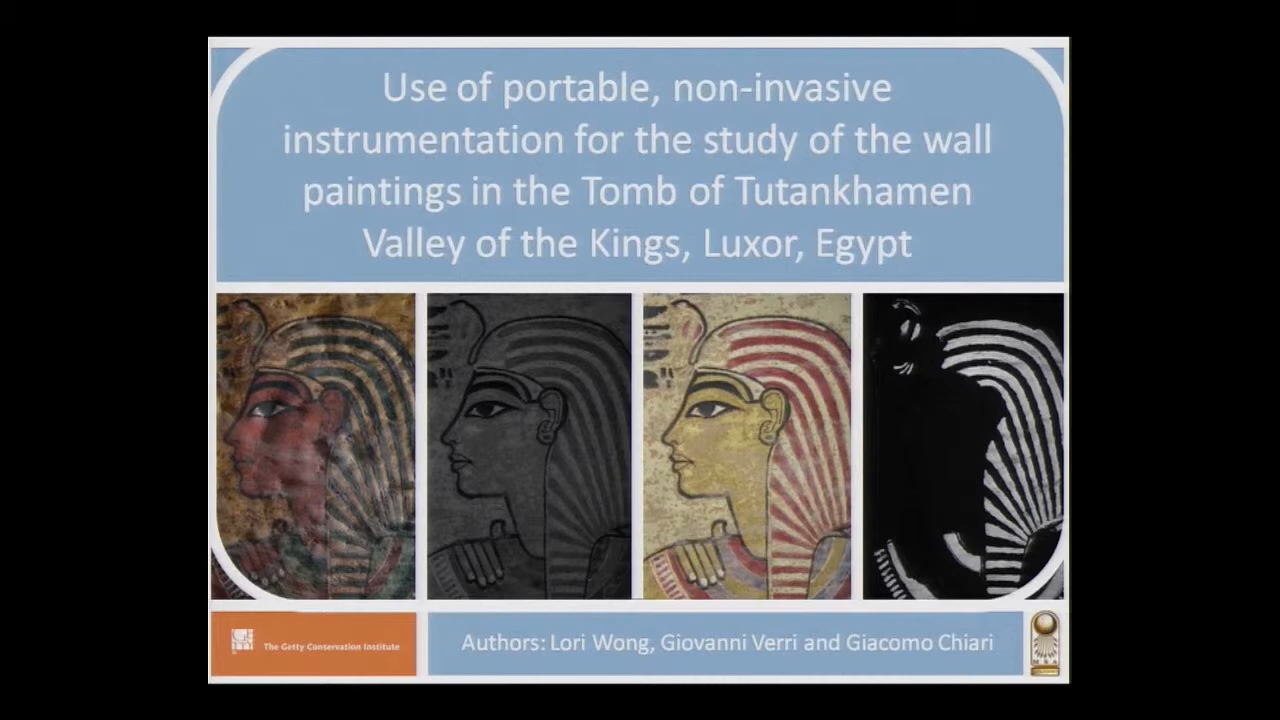 Use of portable, non-invasive
instrumentation for the study of the wall
paintings in the Tomb of Tutankhamen
Valley of the Kings, Luxor, Egypt
The Getty Conservation Institute
Authors: Lori Wong, Giovanni Verri and Giacomo Chiari